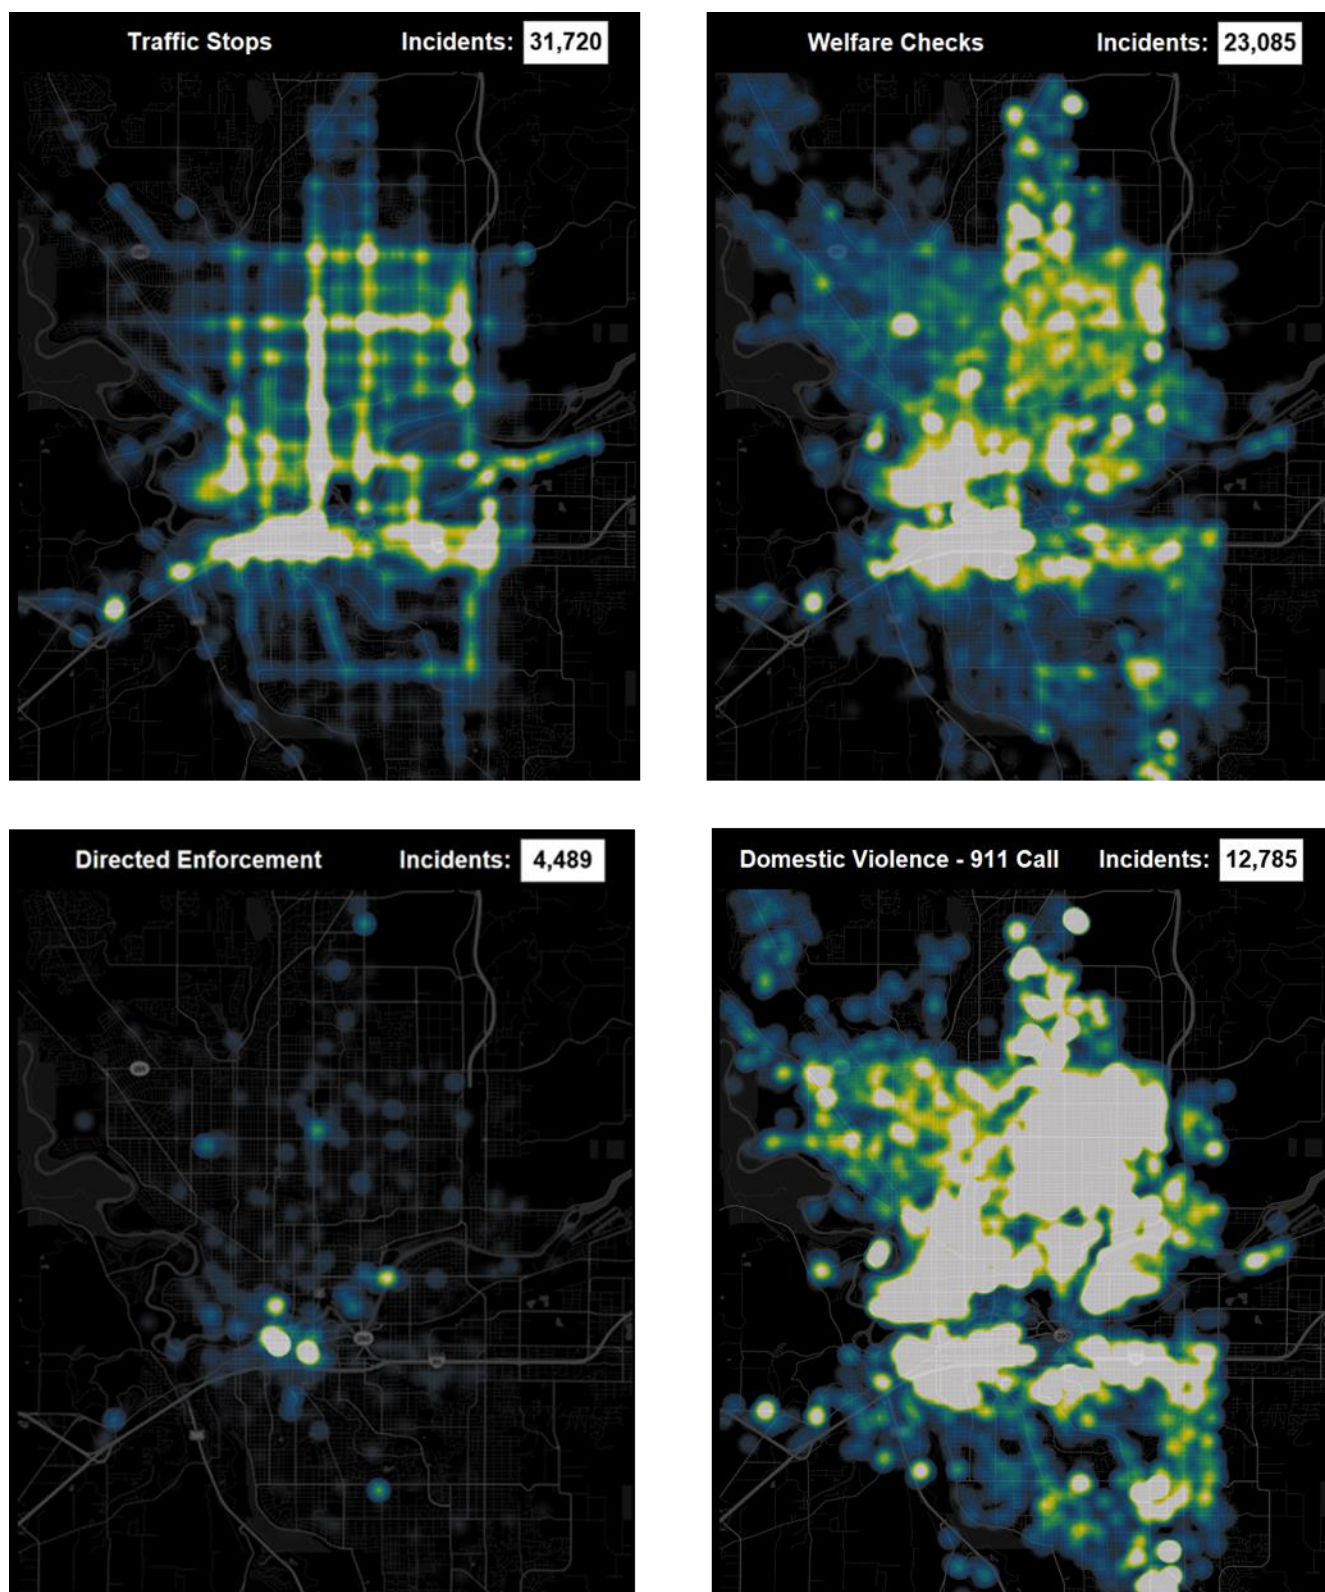 Traffic Stops Incidents: 31,720
Welfare Checks Incidents: 23,085
Directed Enforcement Incidents: 4,489
Domestic Violence - 911 Call Incidents: 12,785